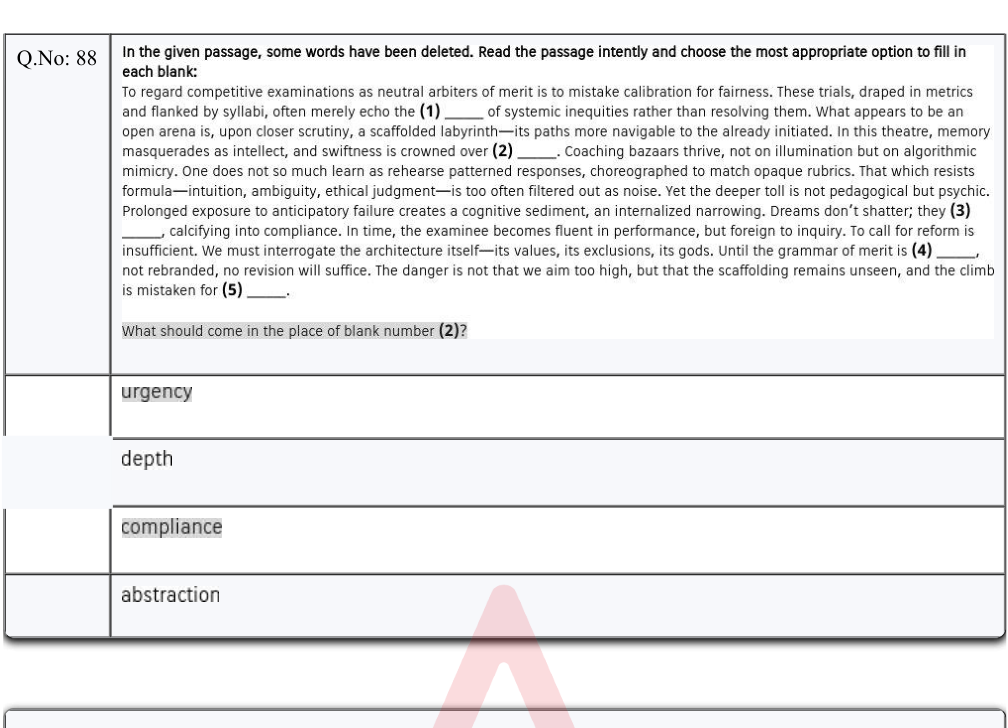 Q.No: 88
In the given passage, some words have been deleted. Read the passage intently and choose the most appropriate option to fill in
each blank:
To regard competitive examinations as neutral arbiters of merit is to mistake calibration for fairness. These trials, draped in metrics
and flanked by syllabi, often merely echo the (1) _____ of systemic inequities rather than resolving them. What appears to be an
open arena is, upon closer scrutiny, a scaffolded labyrinth—its paths more navigable to the already initiated. In this theatre, memory
masquerades as intellect, and swiftness is crowned over (2) _____. Coaching bazaars thrive, not on illumination but on algorithmic
mimicry. One does not so much learn as rehearse patterned responses, choreographed to match opaque rubrics. That which resists
formula—intuition, ambiguity, ethical judgment—is too often filtered out as noise. Yet the deeper toll is not pedagogical but psychic.
Prolonged exposure to anticipatory failure creates a cognitive sediment, an internalized narrowing. Dreams don't shatter; they (3)
_____, calcifying into compliance. In time, the examinee becomes fluent in performance, but foreign to inquiry. To call for reform is
insufficient. We must interrogate the architecture itself—its values, its exclusions, its gods. Until the grammar of merit is (4) _____,
not rebranded, no revision will suffice. The danger is not that we aim too high, but that the scaffolding remains unseen, and the climb
is mistaken for (5) _____.
What should come in the place of blank number (2)?
urgency
depth
compliance
abstraction